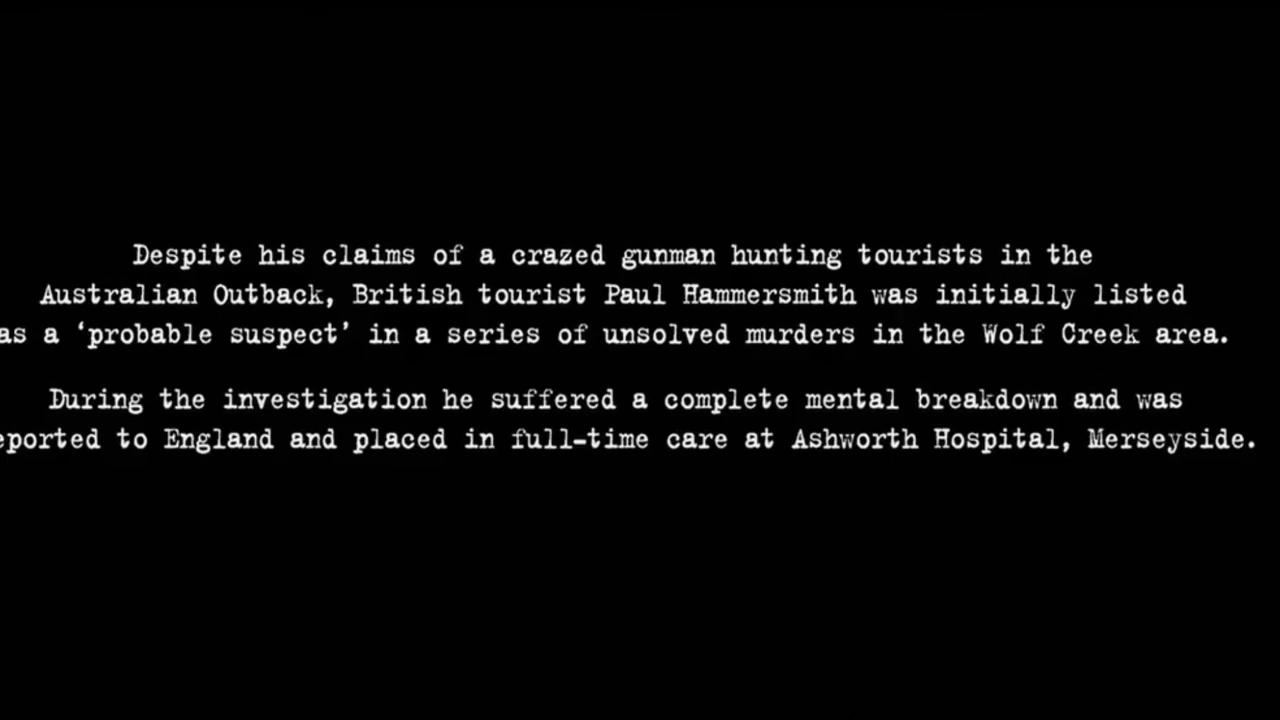 Despite his claims of a crazed gunman hunting tourists in the
Australian Outback, British tourist Paul Hammersmith was initially listed
as a ‘probable suspect’ in a series of unsolved murders in the Wolf Creek area.
During the investigation he suffered a complete mental breakdown and was
eported to England and placed in full-time care at Ashworth Hospital, Merseyside.